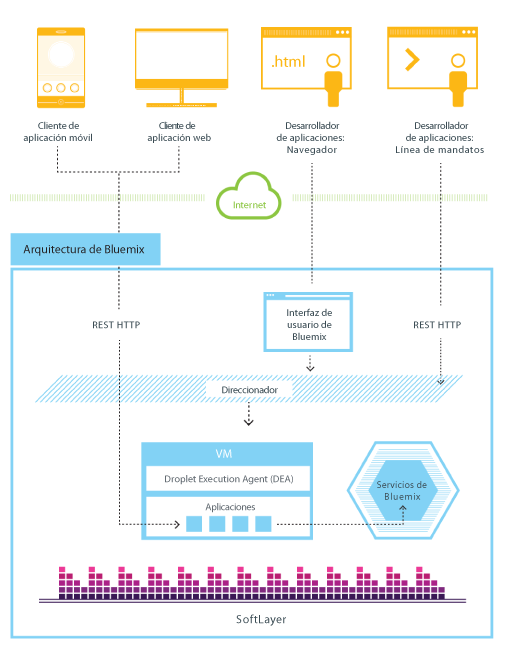 .html
Cliente de
aplicación móvil
Cliente de
aplicación web
Desarrollador
de aplicaciones:
Navegador
Desarrollador
de aplicaciones:
Línea de mandatos
Internet
Arquitectura de Bluemix
REST HTTP
Interfaz de
usuario de
Bluemix
REST HTTP
Direccionador
VM
Droplet Execution Agent (DEA)
Aplicaciones
Servicios de
Bluemix
SoftLayer